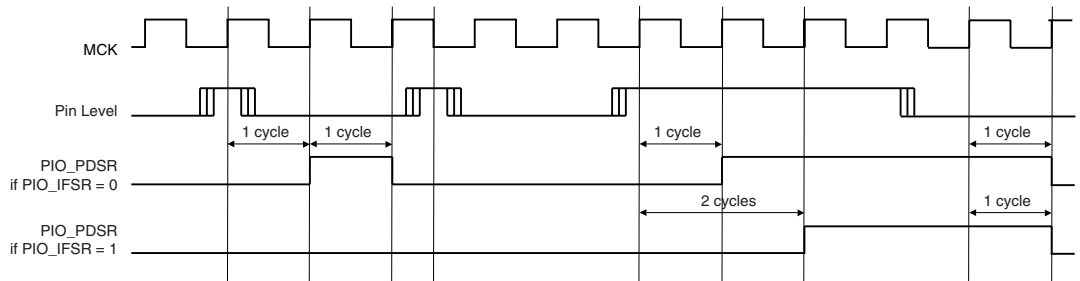 MCK
Pin Level
1 cycle 1 cycle 1 cycle 1 cycle
PIO_PDSR
if PIO_IFSR = 0
2 cycles 1 cycle
PIO_PDSR
if PIO_IFSR = 1